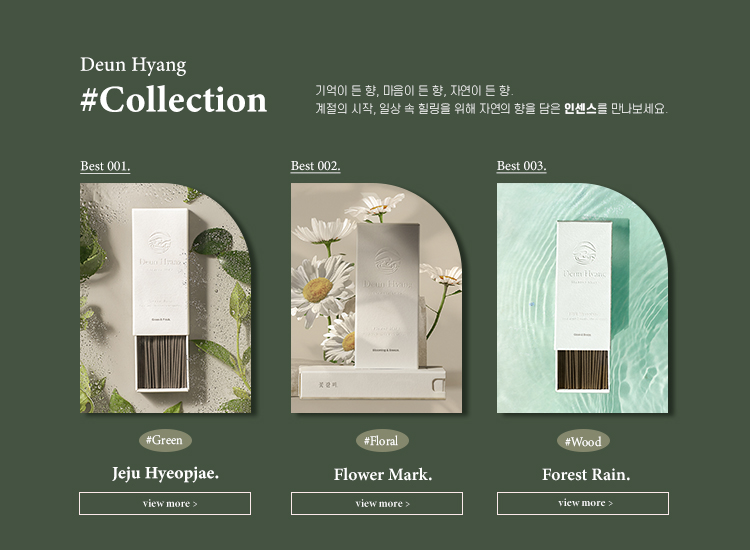 Deun Hyang
#Collection
기억이 든 향, 마음이 든 향, 자연이 든 향.
계절의 시작, 일상 속 힐링을 위해 자연의 향을 담은 인센스를 만나보세요.
Best 001.
Best 002.
Best 003.
Deun Hyang
Deun Hyang
Deun Hyang
꽃갈피
#Green
#Floral
#Wood
Jeju Hyeopjae.
Flower Mark.
Forest Rain.
view more >
view more >
view more >